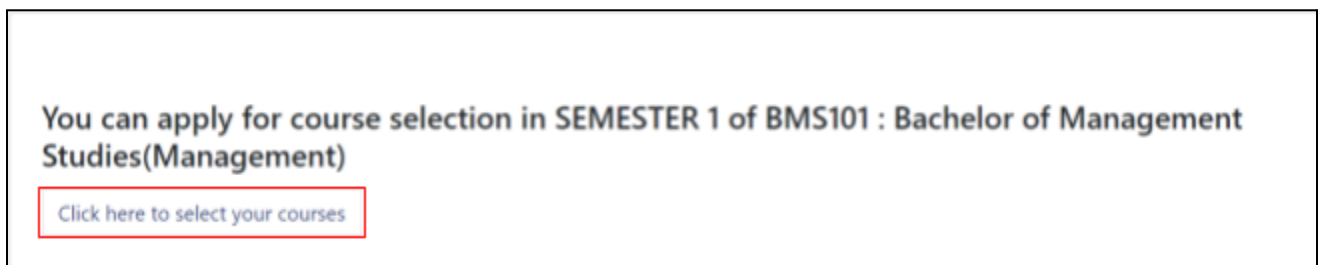 You can apply for course selection in SEMESTER 1 of BMS101 : Bachelor of Management
Studies(Management)
Click here to select your courses